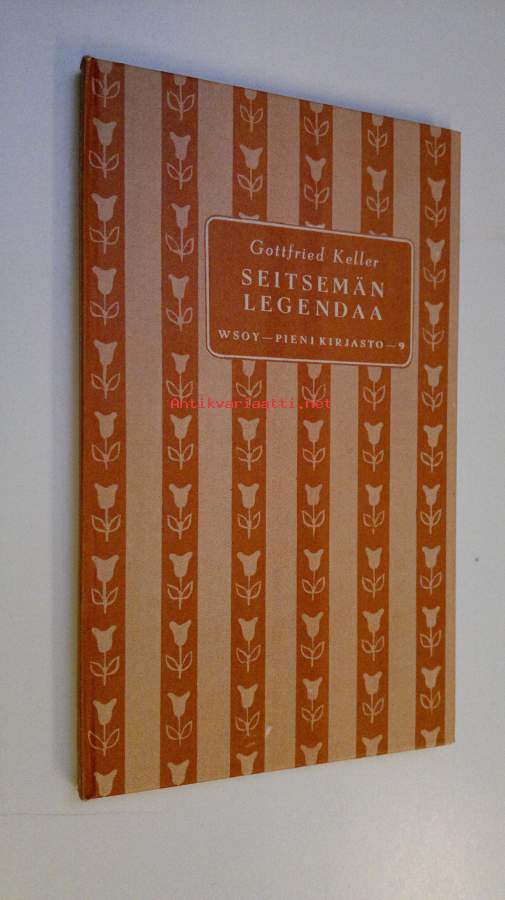 Gottfried Keller
SEITSEMÄN
LEGENDAA
WSOY — PIENI KIRJASTO — 9
Antikvariaatti.net